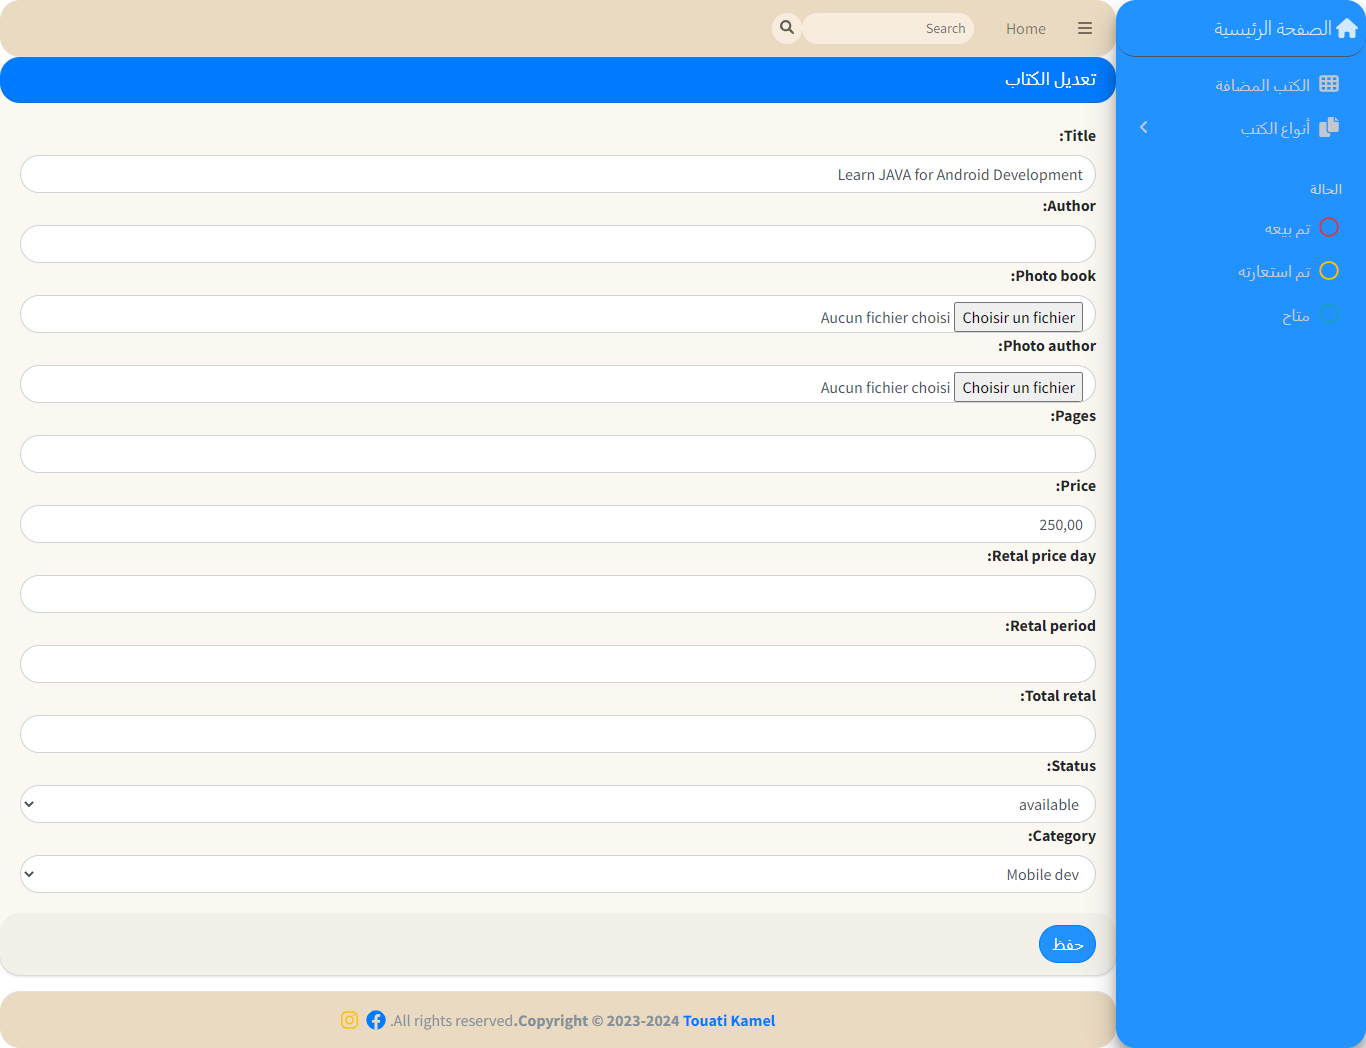 الصفحة الرئيسية
الكتب المضافة
أنواع الكتب
الحالة
تم بيعه
تم استعارته
متاح
Home
Search
تعديل الكتاب
Title:
Learn JAVA for Android Development
Author:
Photo book:
Choisir un fichier Aucun fichier choisi
Photo author:
Choisir un fichier Aucun fichier choisi
Pages:
Price:
250,00
Retal price day:
Retal period:
Total retal:
Status:
available
Category:
Mobile dev
حفظ
Copyright © 2023-2024 Touati Kamel. All rights reserved.